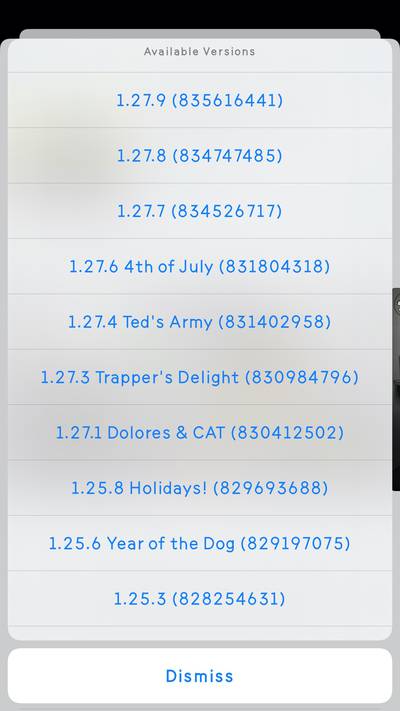 Available Versions
1.27.9 (835616441)
1.27.8 (834747485)
1.27.7 (834526717)
1.27.6 4th of July (831804318)
1.27.4 Ted's Army (831402958)
1.27.3 Trapper's Delight (830984796)
1.27.1 Dolores & CAT (830412502)
1.25.8 Holidays! (829693688)
1.25.6 Year of the Dog (829197075)
1.25.3 (828254631)
Dismiss